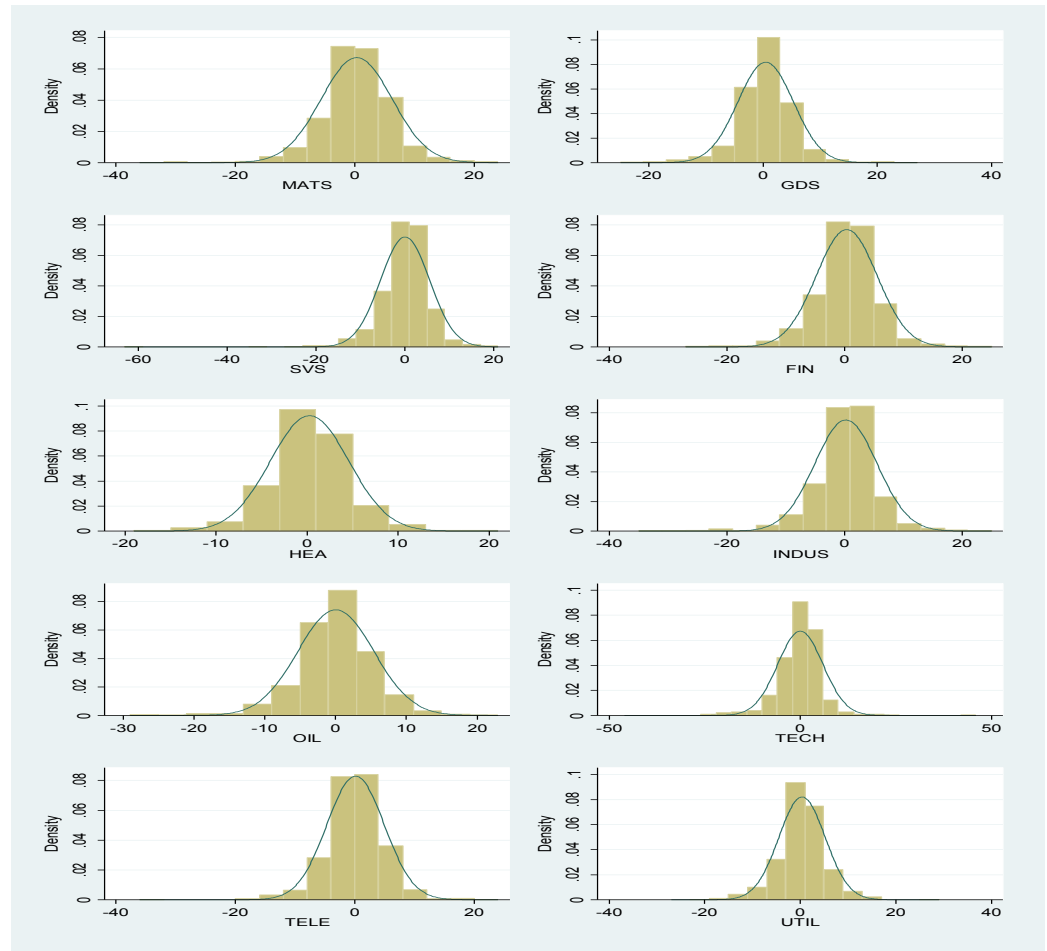 Density
0 .02 .04 .06 .08
-40 -20 0 20
MATS
Density
0 .02 .04 .06 .08 .1
-20 0 20 40
GDS
Density
0 .02 .04 .06 .08
-60 -40 -20 0 20
SVS
Density
0 .02 .04 .06 .08
-40 -20 0 20
FIN
Density
0 .02 .04 .06 .08 .1
-20 -10 0 10 20
HEA
Density
0 .02 .04 .06 .08
-40 -20 0 20
INDUS
Density
0 .02 .04 .06 .08
-30 -20 -10 0 10 20
OIL
Density
0 .02 .04 .06 .08 .1
-50 0 50
TECH
Density
0 .02 .04 .06 .08
-40 -20 0 20
TELE
Density
0 .02 .04 .06 .08 .1
-40 -20 0 20 40
UTIL